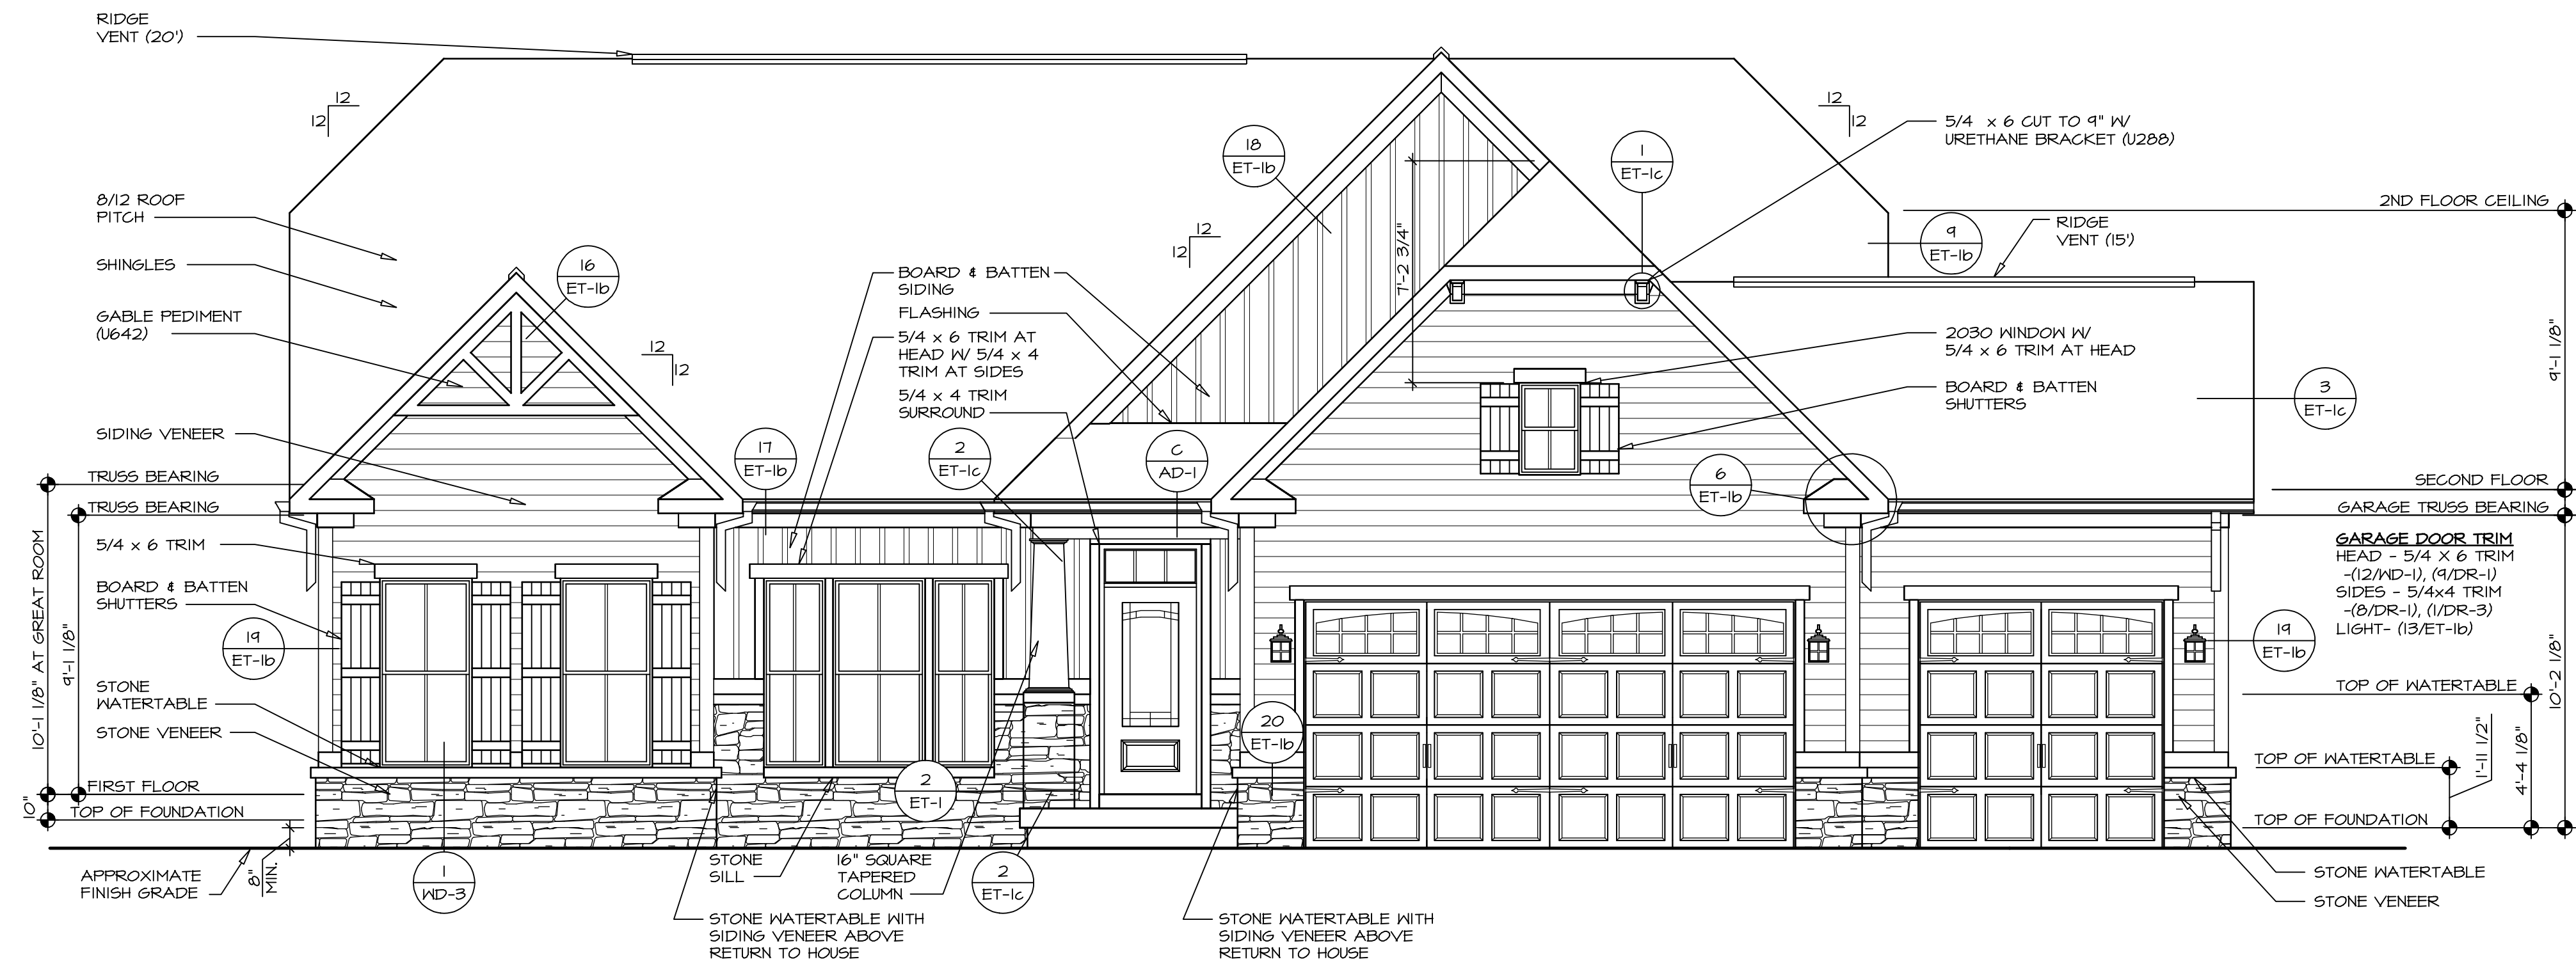 RIDGE
VENT (20')
12
12
8/12 ROOF
PITCH
SHINGLES
GABLE PEDIMENT
(U642)
SIDING VENEER
TRUSS BEARING
TRUSS BEARING
5/4 x 6 TRIM
BOARD & BATTEN
SHUTTERS
19
ET-1b
STONE
WATERTABLE
STONE VENEER
FIRST FLOOR
TOP OF FOUNDATION
10'-1 1/8" AT GREAT ROOM
9'-1 1/8"
10"
8"
MIN.
APPROXIMATE
FINISH GRADE
1
WD-3
16
ET-1b
12
12
17
ET-1b
BOARD & BATTEN
SIDING
FLASHING
5/4 x 6 TRIM AT
HEAD W/ 5/4 x 4
TRIM AT SIDES
5/4 x 4 TRIM
SURROUND
2
ET-1c
C
AD-1
18
ET-1b
12
12
7'-2 3/4"
1
ET-1c
12
12
5/4 x 6 CUT TO 9" W/
URETHANE BRACKET (U288)
9
ET-1b
RIDGE
VENT (15')
2030 WINDOW W/
5/4 x 6 TRIM AT HEAD
BOARD & BATTEN
SHUTTERS
3
ET-1c
6
ET-1b
20
ET-1b
2
ET-1
STONE
SILL
16" SQUARE
TAPERED
COLUMN
2
ET-1c
STONE WATERTABLE WITH
SIDING VENEER ABOVE
RETURN TO HOUSE
STONE WATERTABLE WITH
SIDING VENEER ABOVE
RETURN TO HOUSE
2ND FLOOR CEILING
9'-1 1/8"
SECOND FLOOR
GARAGE TRUSS BEARING
GARAGE DOOR TRIM
HEAD - 5/4 X 6 TRIM
-(12/WD-1), (9/DR-1)
SIDES - 5/4x4 TRIM
-(8/DR-1), (1/DR-3)
LIGHT- (13/ET-1b)
19
ET-1b
TOP OF WATERTABLE
TOP OF WATERTABLE
TOP OF FOUNDATION
1'-11 1/2"
4'-4 1/8"
10'-2 1/8"
STONE WATERTABLE
STONE VENEER